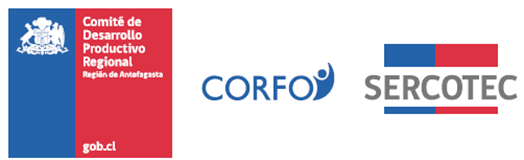 Comité de
Desarrollo
Productivo
Regional
Región de Antofagasta
gob.cl
CORFO
SERCOTEC